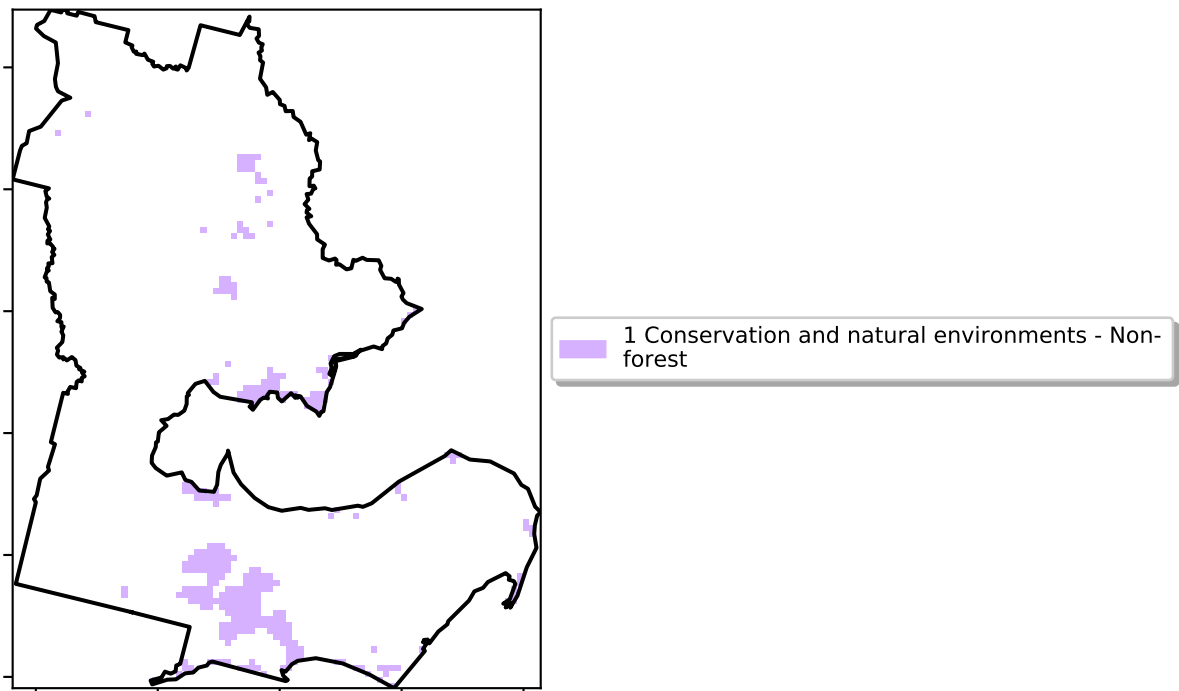 1 Conservation and natural environments - Non-
forest